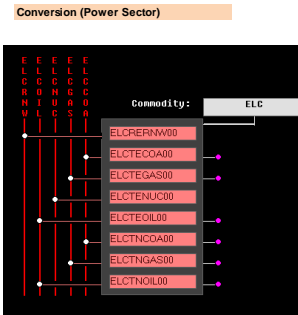 Conversion (Power Sector)
ELCRNW
ELCOIL
ELCNUC
ELCGAS
ELCCOA
Commodity:
ELC
ELCRERNW00
ELCTECOA00
ELCTEGAS00
ELCTENUC00
ELCTEOIL00
ELCTNCOA00
ELCTNGAS00
ELCTNOIL00